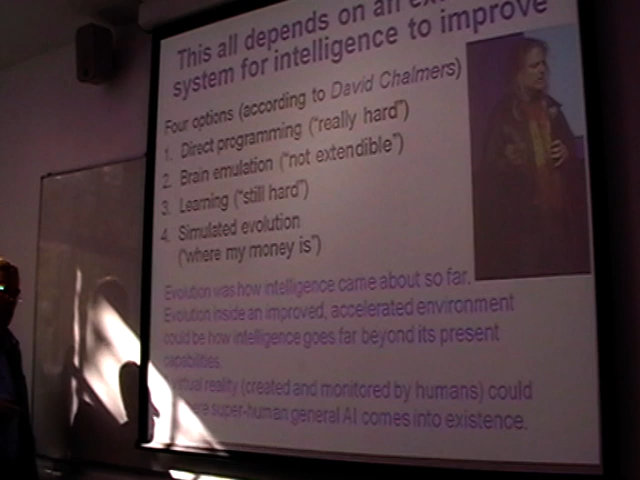 This all depends on an
system for intelligence to improve
Four options (according to David Chalmers)
1. Direct programming ("really hard")
2. Brain emulation ("not extendible")
3. Learning ("still hard")
4. Simulated evolution
("where my money is")
Evolution was how intelligence came about so far.
Evolution inside an improved, accelerated environment
could be how intelligence goes far beyond its present
capabilities.
virtual reality (created and monitored by humans) could
super-human general AI comes into existence.